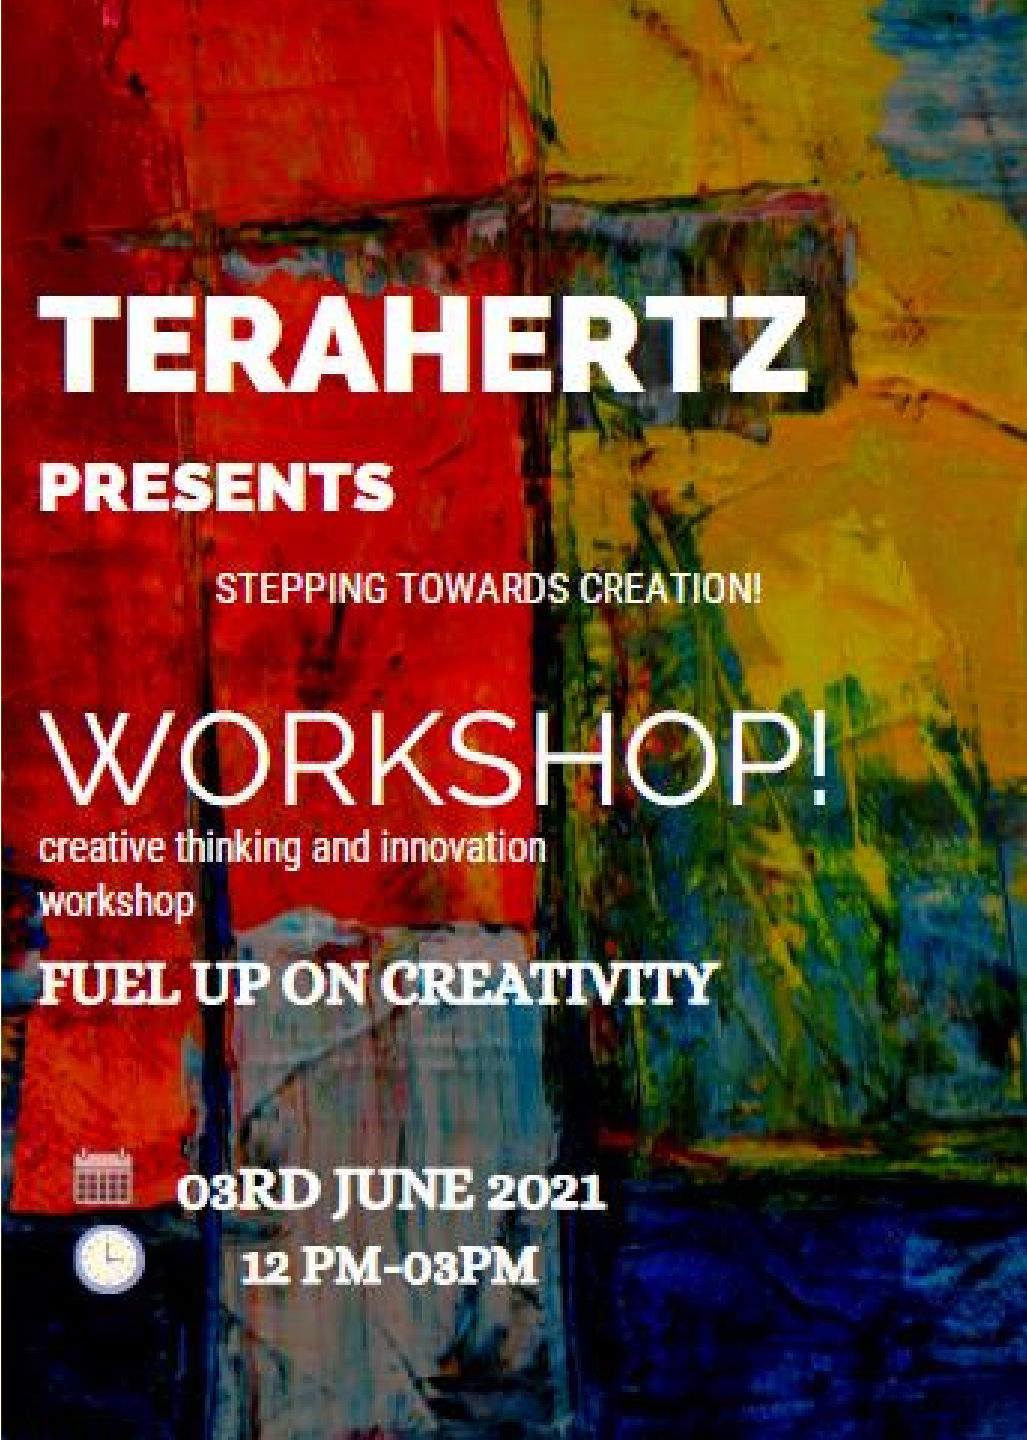 TERAHERTZ
PRESENTS
STEPPING TOWARDS CREATION!
WORKSHOP!
creative thinking and innovation
workshop
FUEL UP ON CREATIVITY
03RD JUNE 2021
12 PM-03PM